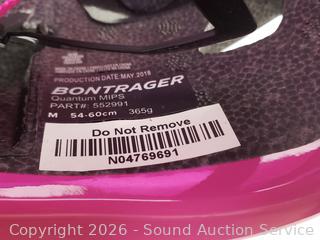 PRODUCTION DATE:MAY.2018
BONTRAGER
Quantum MIPS
PART#: 552991
M 54-60cm 365g
Do Not Remove
N04769691
Copyright 2026 - Sound Auction Service